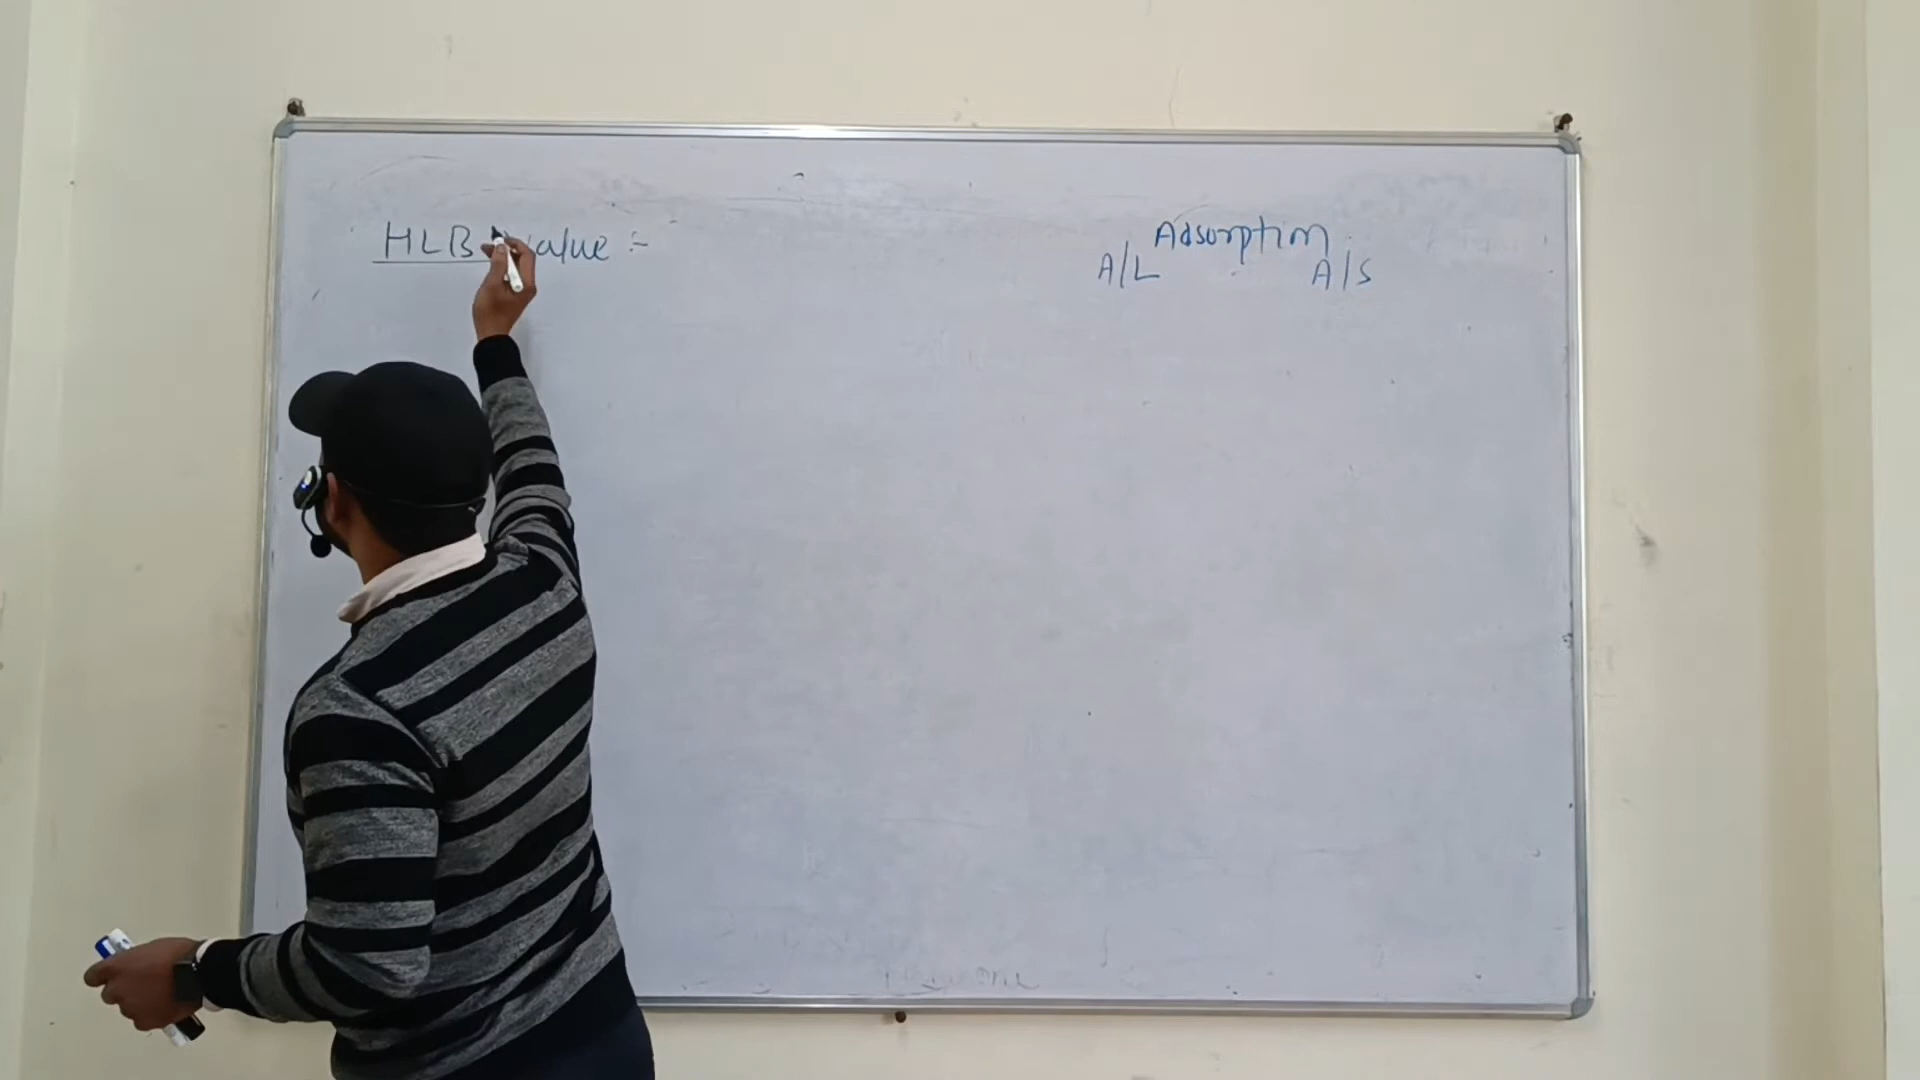 HLB value :-
Adsorption
A/L A/S